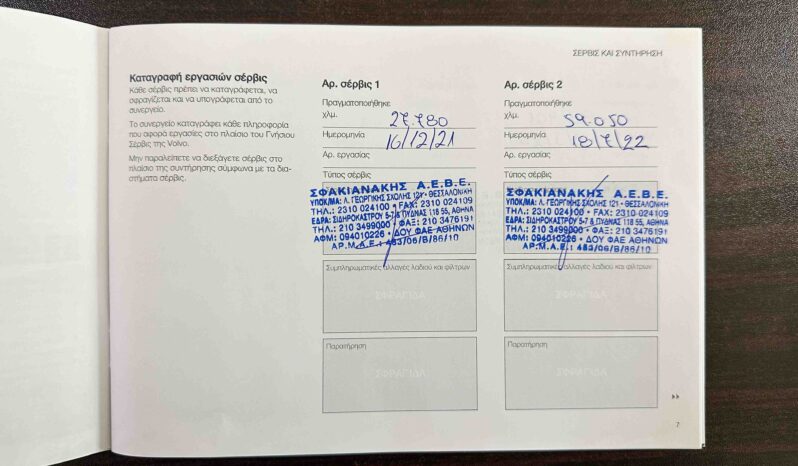 ΣΕΡΒΙΣ ΚΑΙ ΣΥΝΤΗΡΗΣΗ
Καταγραφή εργασιών σέρβις
Κάθε σέρβις πρέπει να καταγράφεται, να
σφραγίζεται και να υπογράφεται από το
συνεργείο.
Το συνεργείο καταγράφει κάθε πληροφορία
που αφορά εργασίες στο πλαίσιο του Γνήσιου
Σέρβις της Volvo.
Μην παραλείπετε να διεξάγετε σέρβις στο
πλαίσιο της συντήρησης σύμφωνα με τα δια-
στήματα σέρβις.
Αρ. σέρβις 1
Πραγματοποιήθηκε
χλμ. 27.780
Ημερομηνία 16/12/21
Αρ. εργασίας
Τύπος σέρβις
ΣΦΑΚΙΑΝΑΚΗΣ Α.Ε.Β.Ε.
ΥΠΟΚ/ΜΑ: Λ. ΓΕΩΡΓΙΚΗΣ ΣΧΟΛΗΣ 121 • ΘΕΣΣΑΛΟΝΙΚΗ
ΤΗΛ.: 2310 024100 • FAX: 2310 024109
ΕΔΡΑ: ΣΙΔΗΡΟΚΑΣΤΡΟΥ 5-7 & ΠΥΔΝΑΣ 118 55, ΑΘΗΝΑ
ΤΗΛ.: 210 3499000 • ΦΑΞ: 210 3476191
ΑΦΜ: 094010226 • ΔΟΥ ΦΑΕ ΑΘΗΝΩΝ
ΑΡ.Μ.Α.Ε.: 483/06/Β/86/10
Συμπληρωματικές αλλαγές λαδιού και φίλτρων
ΣΦΡΑΓΙΔΑ
Παρατήρηση
ΣΦΡΑΓΙΔΑ
Αρ. σέρβις 2
Πραγματοποιήθηκε
χλμ. 59.050
Ημερομηνία 18/7/22
Αρ. εργασίας
Τύπος σέρβις
ΣΦΑΚΙΑΝΑΚΗΣ Α.Ε.Β.Ε.
ΥΠΟΚ/ΜΑ: Λ. ΓΕΩΡΓΙΚΗΣ ΣΧΟΛΗΣ 121 • ΘΕΣΣΑΛΟΝΙΚΗ
ΤΗΛ.: 2310 024100 • FAX: 2310 024109
ΕΔΡΑ: ΣΙΔΗΡΟΚΑΣΤΡΟΥ 5-7 & ΠΥΔΝΑΣ 118 55, ΑΘΗΝΑ
ΤΗΛ.: 210 3499000 • ΦΑΞ: 210 3476191
ΑΦΜ: 094010226 • ΔΟΥ ΦΑΕ ΑΘΗΝΩΝ
ΑΡ.Μ.Α.Ε.: 483/06/Β/86/10
Συμπληρωματικές αλλαγές λαδιού και φίλτρων
ΣΦΡΑΓΙΔΑ
Παρατήρηση
ΣΦΡΑΓΙΔΑ
7